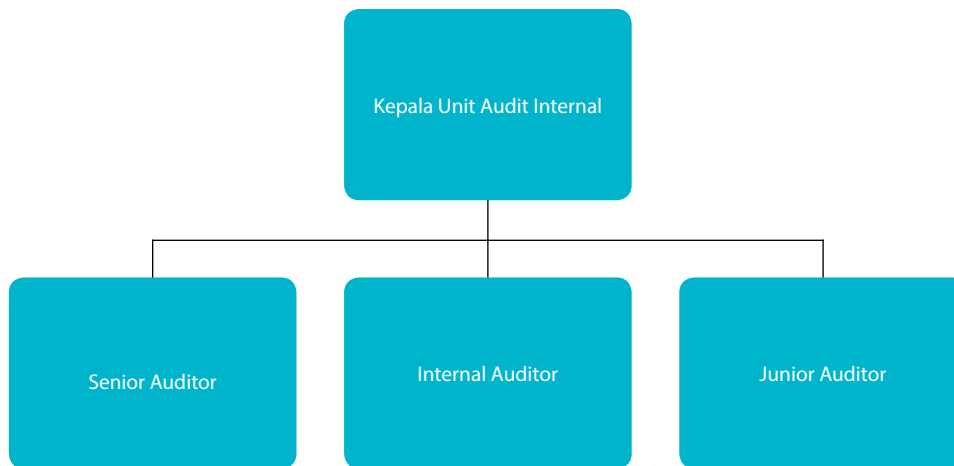 Kepala Unit Audit Internal
Senior Auditor
Internal Auditor
Junior Auditor